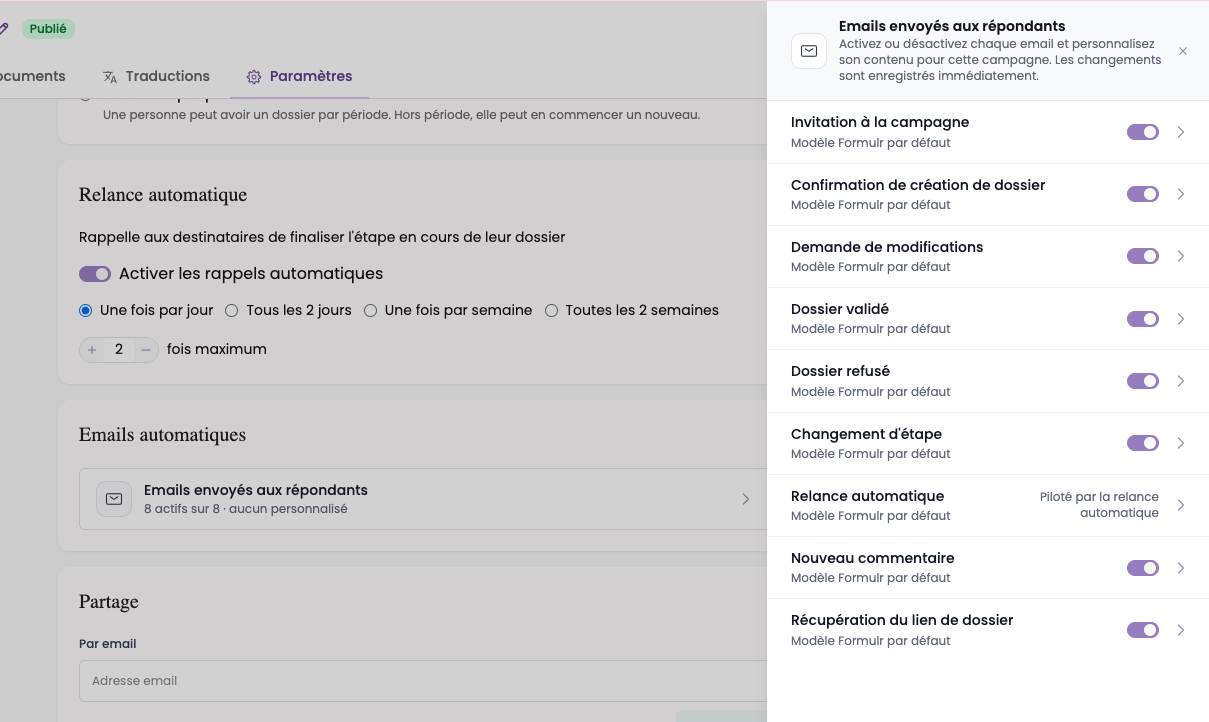 Publié
Traductions
Paramètres
Une personne peut avoir un dossier par période. Hors période, elle peut en commencer un nouveau.
Relance automatique
Rappelle aux destinataires de finaliser l'étape en cours de leur dossier
Activer les rappels automatiques
Une fois par jour
Tous les 2 jours
Une fois par semaine
Toutes les 2 semaines
+ 2 − fois maximum
Emails automatiques
Emails envoyés aux répondants
8 actifs sur 8 · aucun personnalisé
Partage
Par email
Adresse email
Emails envoyés aux répondants
Activez ou désactivez chaque email et personnalisez
son contenu pour cette campagne. Les changements
sont enregistrés immédiatement.
Invitation à la campagne
Modèle Formulr par défaut
Confirmation de création de dossier
Modèle Formulr par défaut
Demande de modifications
Modèle Formulr par défaut
Dossier validé
Modèle Formulr par défaut
Dossier refusé
Modèle Formulr par défaut
Changement d'étape
Modèle Formulr par défaut
Relance automatique
Modèle Formulr par défaut
Piloté par la relance
automatique
Nouveau commentaire
Modèle Formulr par défaut
Récupération du lien de dossier
Modèle Formulr par défaut